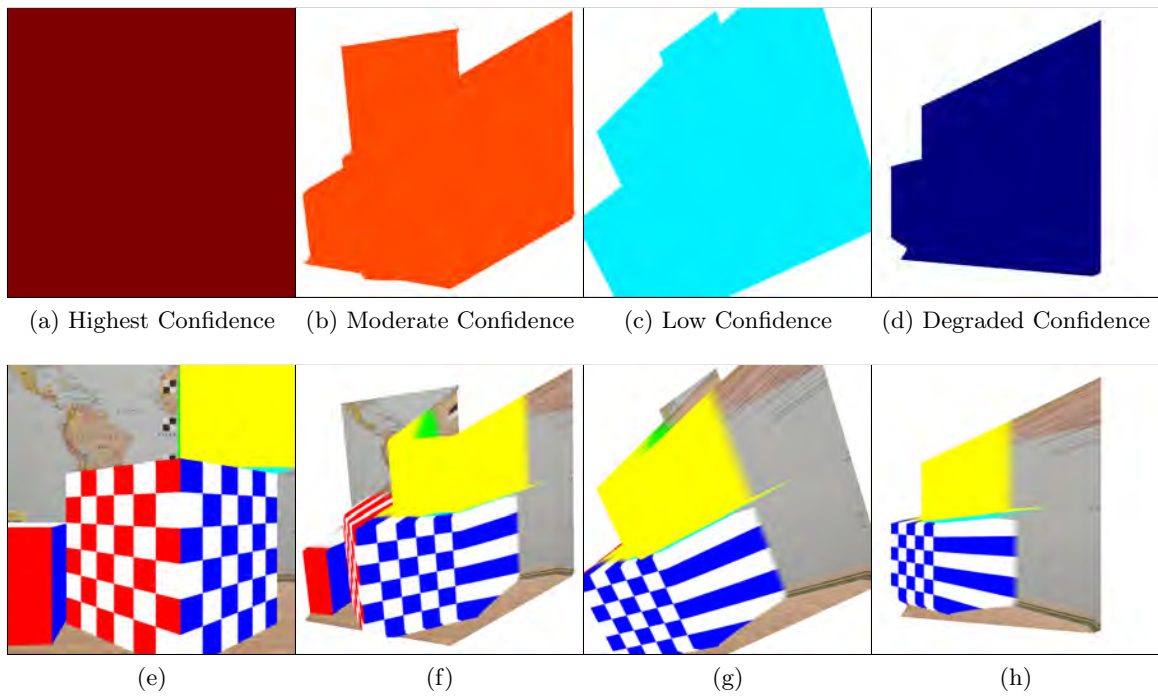 (a) Highest Confidence
(b) Moderate Confidence
(c) Low Confidence
(d) Degraded Confidence
(e)
(f)
(g)
(h)